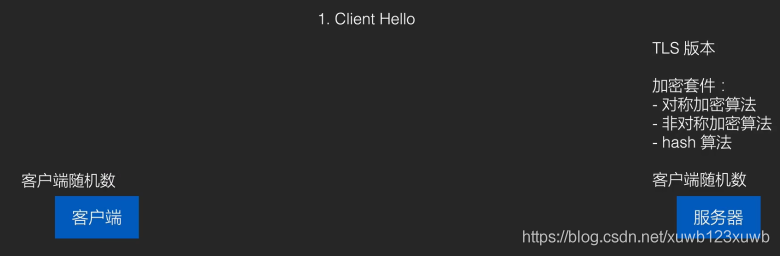 1. Client Hello
TLS 版本
加密套件：
- 对称加密算法
- 非对称加密算法
- hash 算法
客户端随机数
客户端随机数
客户端
服务器
https://blog.csdn.net/xuwb123xuwb